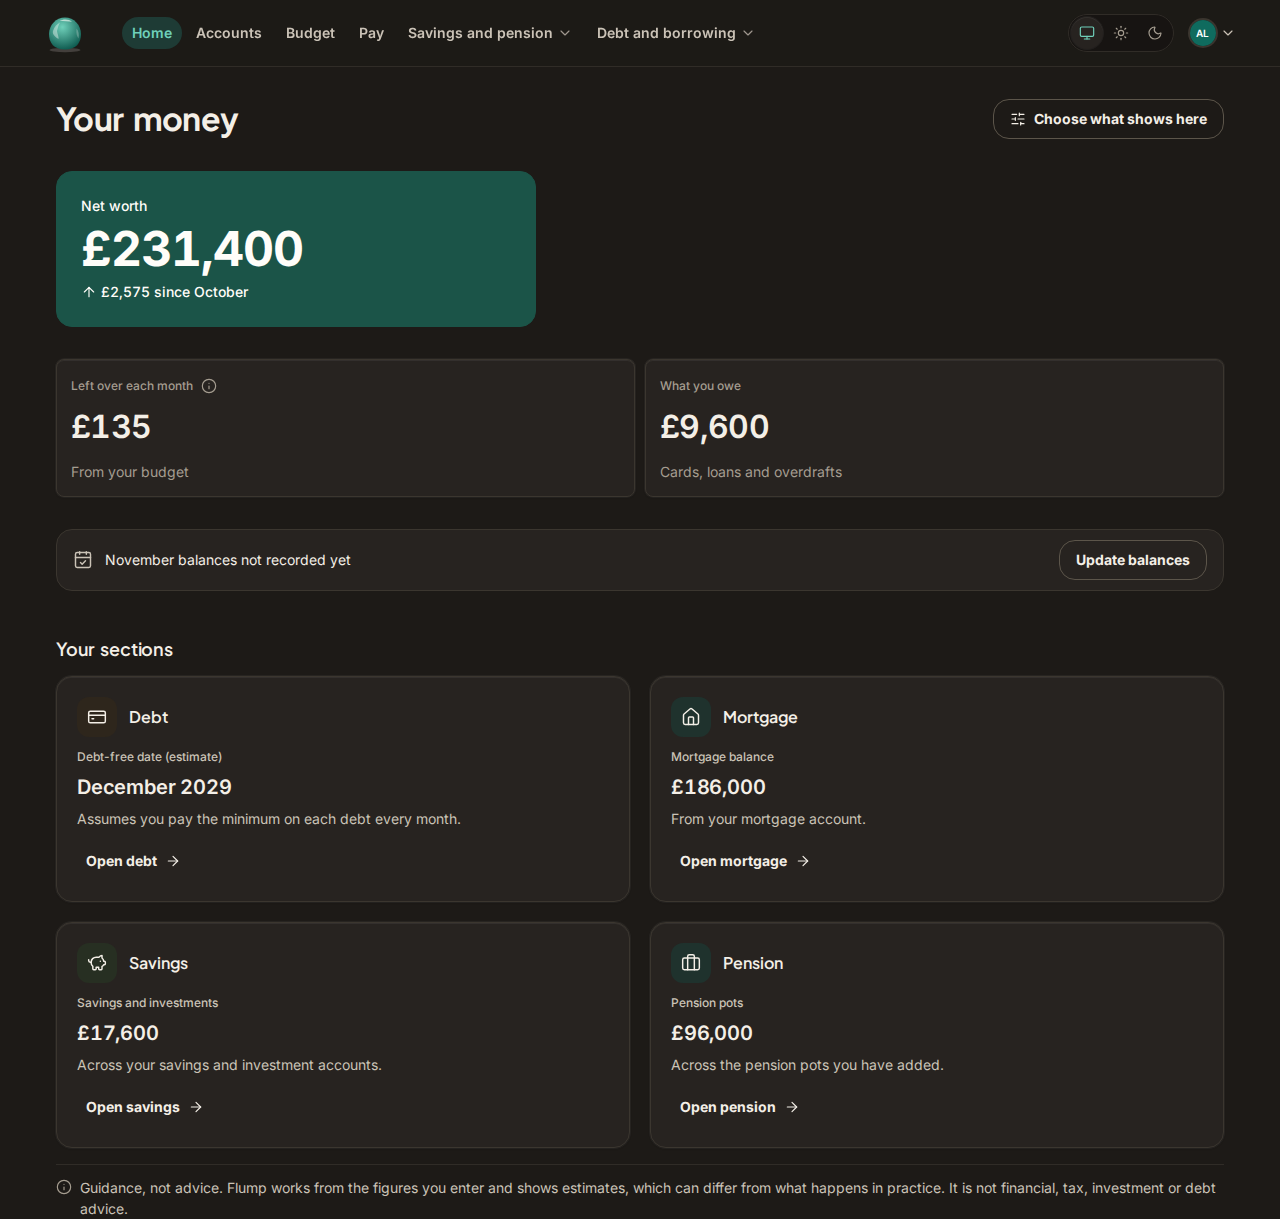 Home
Accounts
Budget
Pay
Savings and pension
Debt and borrowing
AL
Your money
Choose what shows here
Net worth
£231,400
£2,575 since October
Left over each month
£135
From your budget
What you owe
£9,600
Cards, loans and overdrafts
November balances not recorded yet
Update balances
Your sections
Debt
Debt-free date (estimate)
December 2029
Assumes you pay the minimum on each debt every month.
Open debt
Mortgage
Mortgage balance
£186,000
From your mortgage account.
Open mortgage
Savings
Savings and investments
£17,600
Across your savings and investment accounts.
Open savings
Pension
Pension pots
£96,000
Across the pension pots you have added.
Open pension
Guidance, not advice. Flump works from the figures you enter and shows estimates, which can differ from what happens in practice. It is not financial, tax, investment or debt
advice.